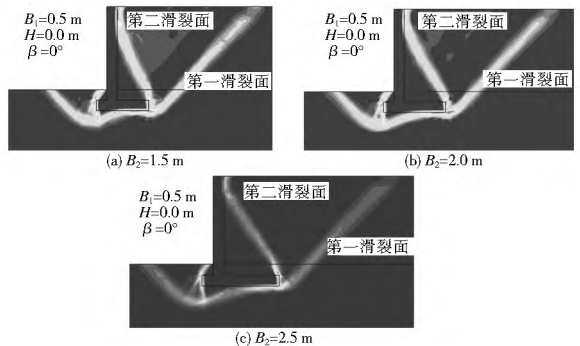 B₁=0.5 m
H=0.0 m
β=0°
第二滑裂面
第一滑裂面
(a) B₂=1.5 m
B₁=0.5 m
H=0.0 m
β=0°
第二滑裂面
第一滑裂面
(b) B₂=2.0 m
B₁=0.5 m
H=0.0 m
β=0°
第二滑裂面
第一滑裂面
(c) B₂=2.5 m